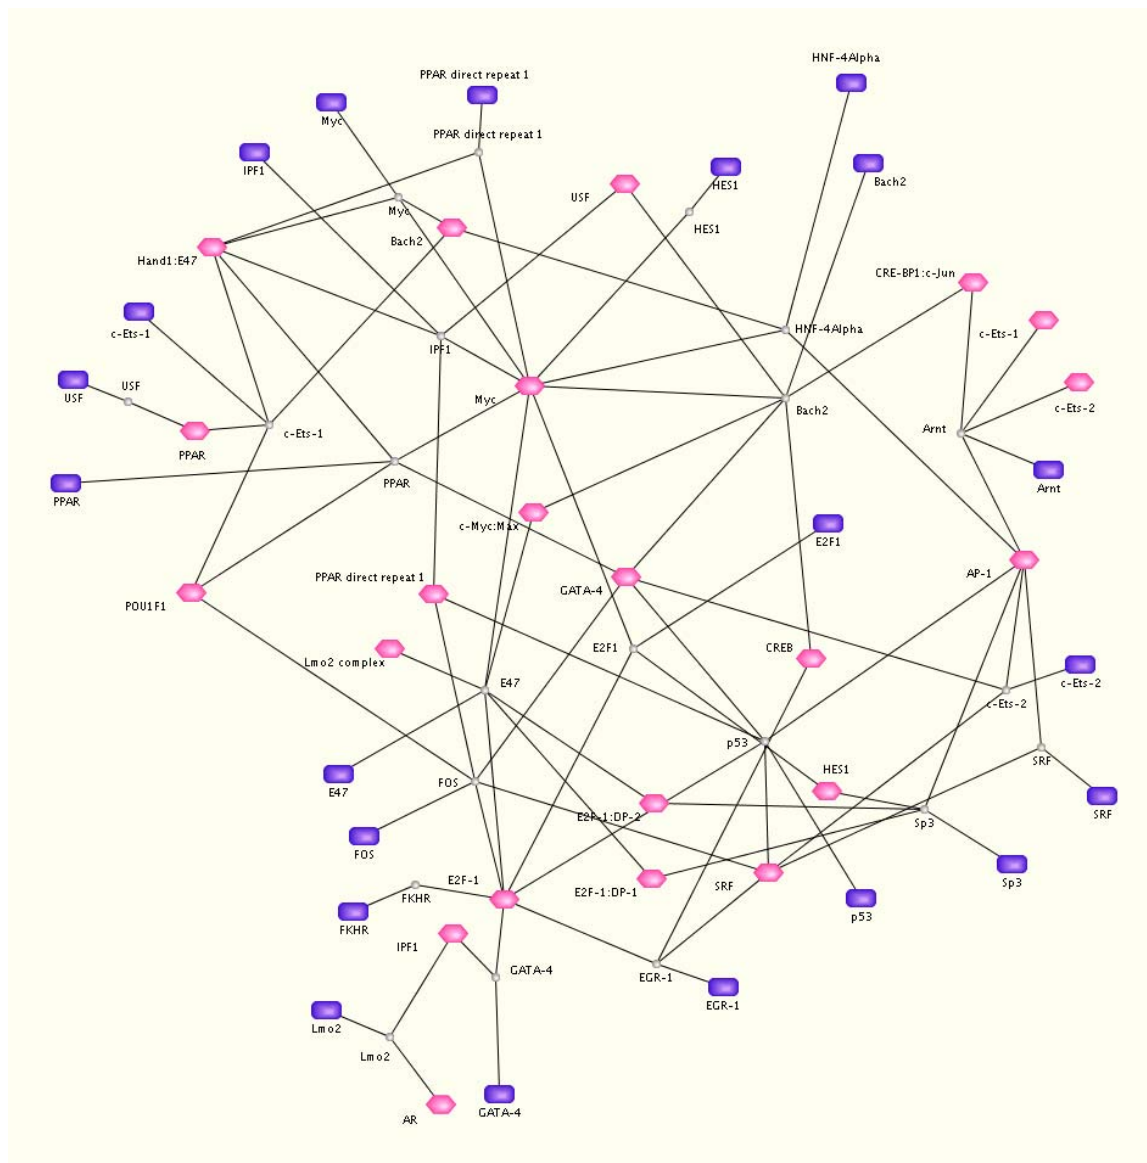 HNF-4Alpha
PPAR direct repeat 1
Myc
PPAR direct repeat 1
IPF1
HES1
Bach2
USF
Myc
HES1
Bach2
Hand1:E47
CRE-BP1:c-Jun
c-Ets-1
HNF-4Alpha
c-Ets-1
IPF1
USF
USF
Myc
Bach2
c-Ets-2
c-Ets-1
Arnt
PPAR
PPAR
Arnt
PPAR
c-Myc:Max
E2F1
PPAR direct repeat 1
GATA-4
AP-1
POU1F1
E2F1
CREB
Lmo2 complex
E47
c-Ets-2
c-Ets-2
p53
SRF
HES1
FOS
E47
E2F-1:DP-2
Sp3
SRF
FOS
E2F-1
E2F-1:DP-1
SRF
Sp3
FKHR
p53
FKHR
IPF1
GATA-4
EGR-1
EGR-1
Lmo2
Lmo2
AR
GATA-4